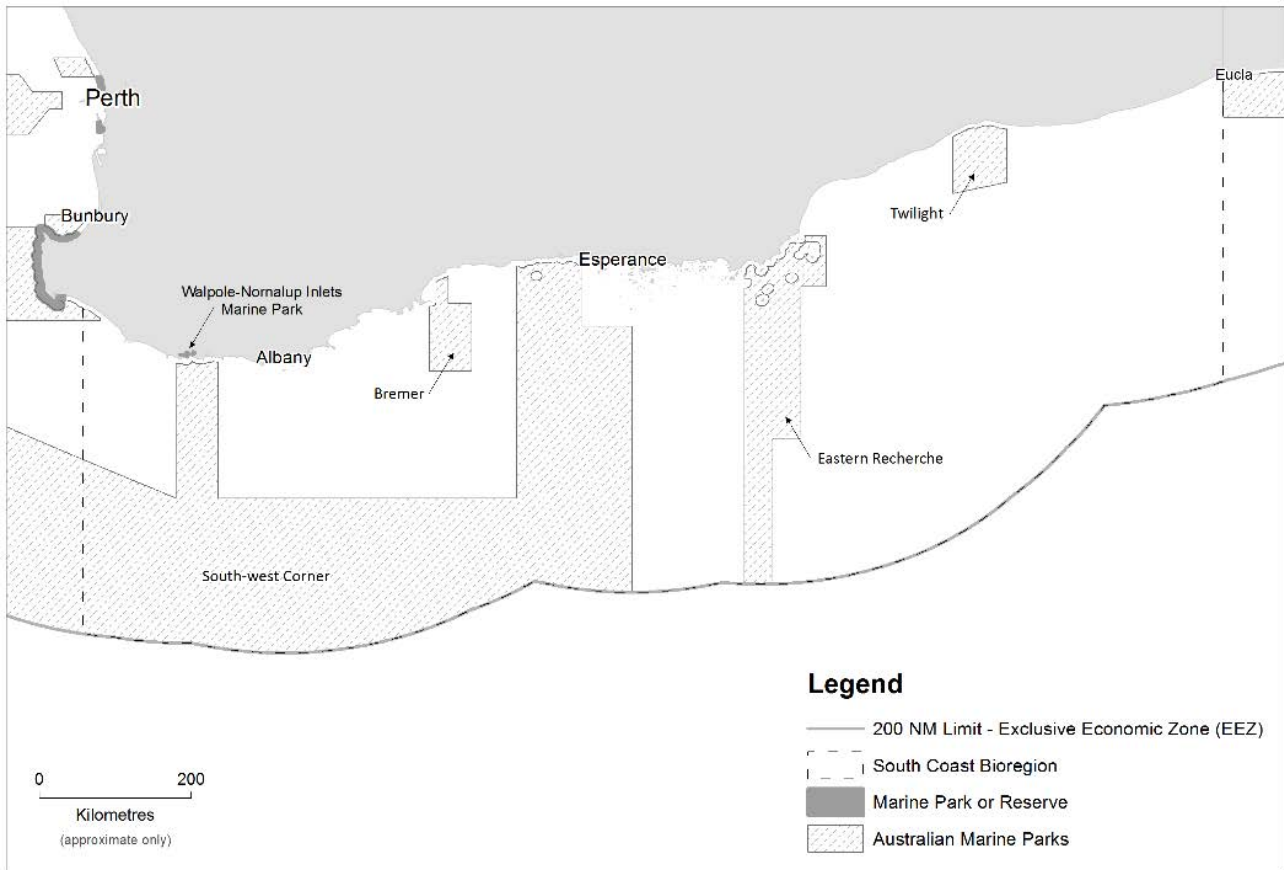 Eucla
Perth
Twilight
Bunbury
Esperance
Walpole-Nornalup Inlets
Marine Park
Albany
Bremer
Eastern Recherche
South-west Corner
Legend
200 NM Limit - Exclusive Economic Zone (EEZ)
South Coast Bioregion
Marine Park or Reserve
Australian Marine Parks
0 200
Kilometres
(approximate only)